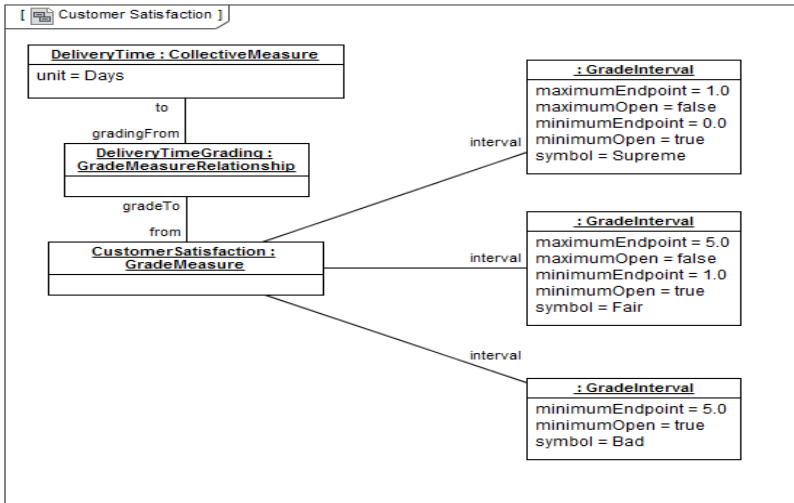 [ Customer Satisfaction ]
DeliveryTime : CollectiveMeasure
unit = Days
to
gradingFrom
DeliveryTimeGrading :
GradeMeasureRelationship
gradeTo
from
CustomerSatisfaction :
GradeMeasure
interval
: GradeInterval
maximumEndpoint = 1.0
maximumOpen = false
minimumEndpoint = 0.0
minimumOpen = true
symbol = Supreme
interval
: GradeInterval
maximumEndpoint = 5.0
maximumOpen = false
minimumEndpoint = 1.0
minimumOpen = true
symbol = Fair
interval
: GradeInterval
minimumEndpoint = 5.0
minimumOpen = true
symbol = Bad